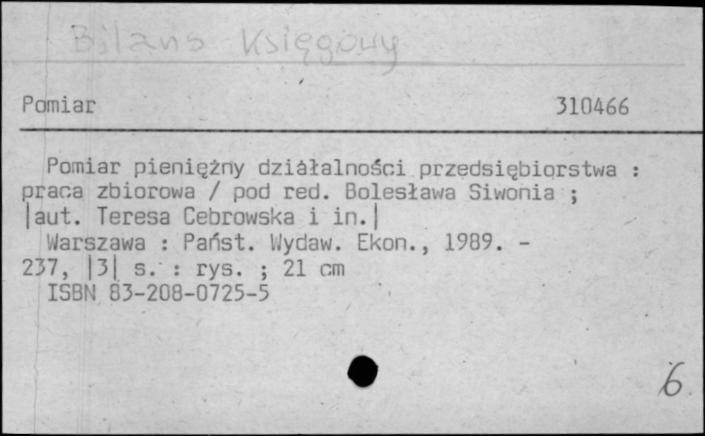 Bilans Księgowy
Pomiar 310466
Pomiar pieniężny działalności przedsiębiorstwa :
praca zbiorowa / pod red. Bolesława Siwonia ;
|aut. Teresa Cebrowska i in.|
Warszawa : Państ. Wydaw. Ekon., 1989. -
237, |3| s. : rys. ; 21 cm
ISBN 83-208-0725-5
6